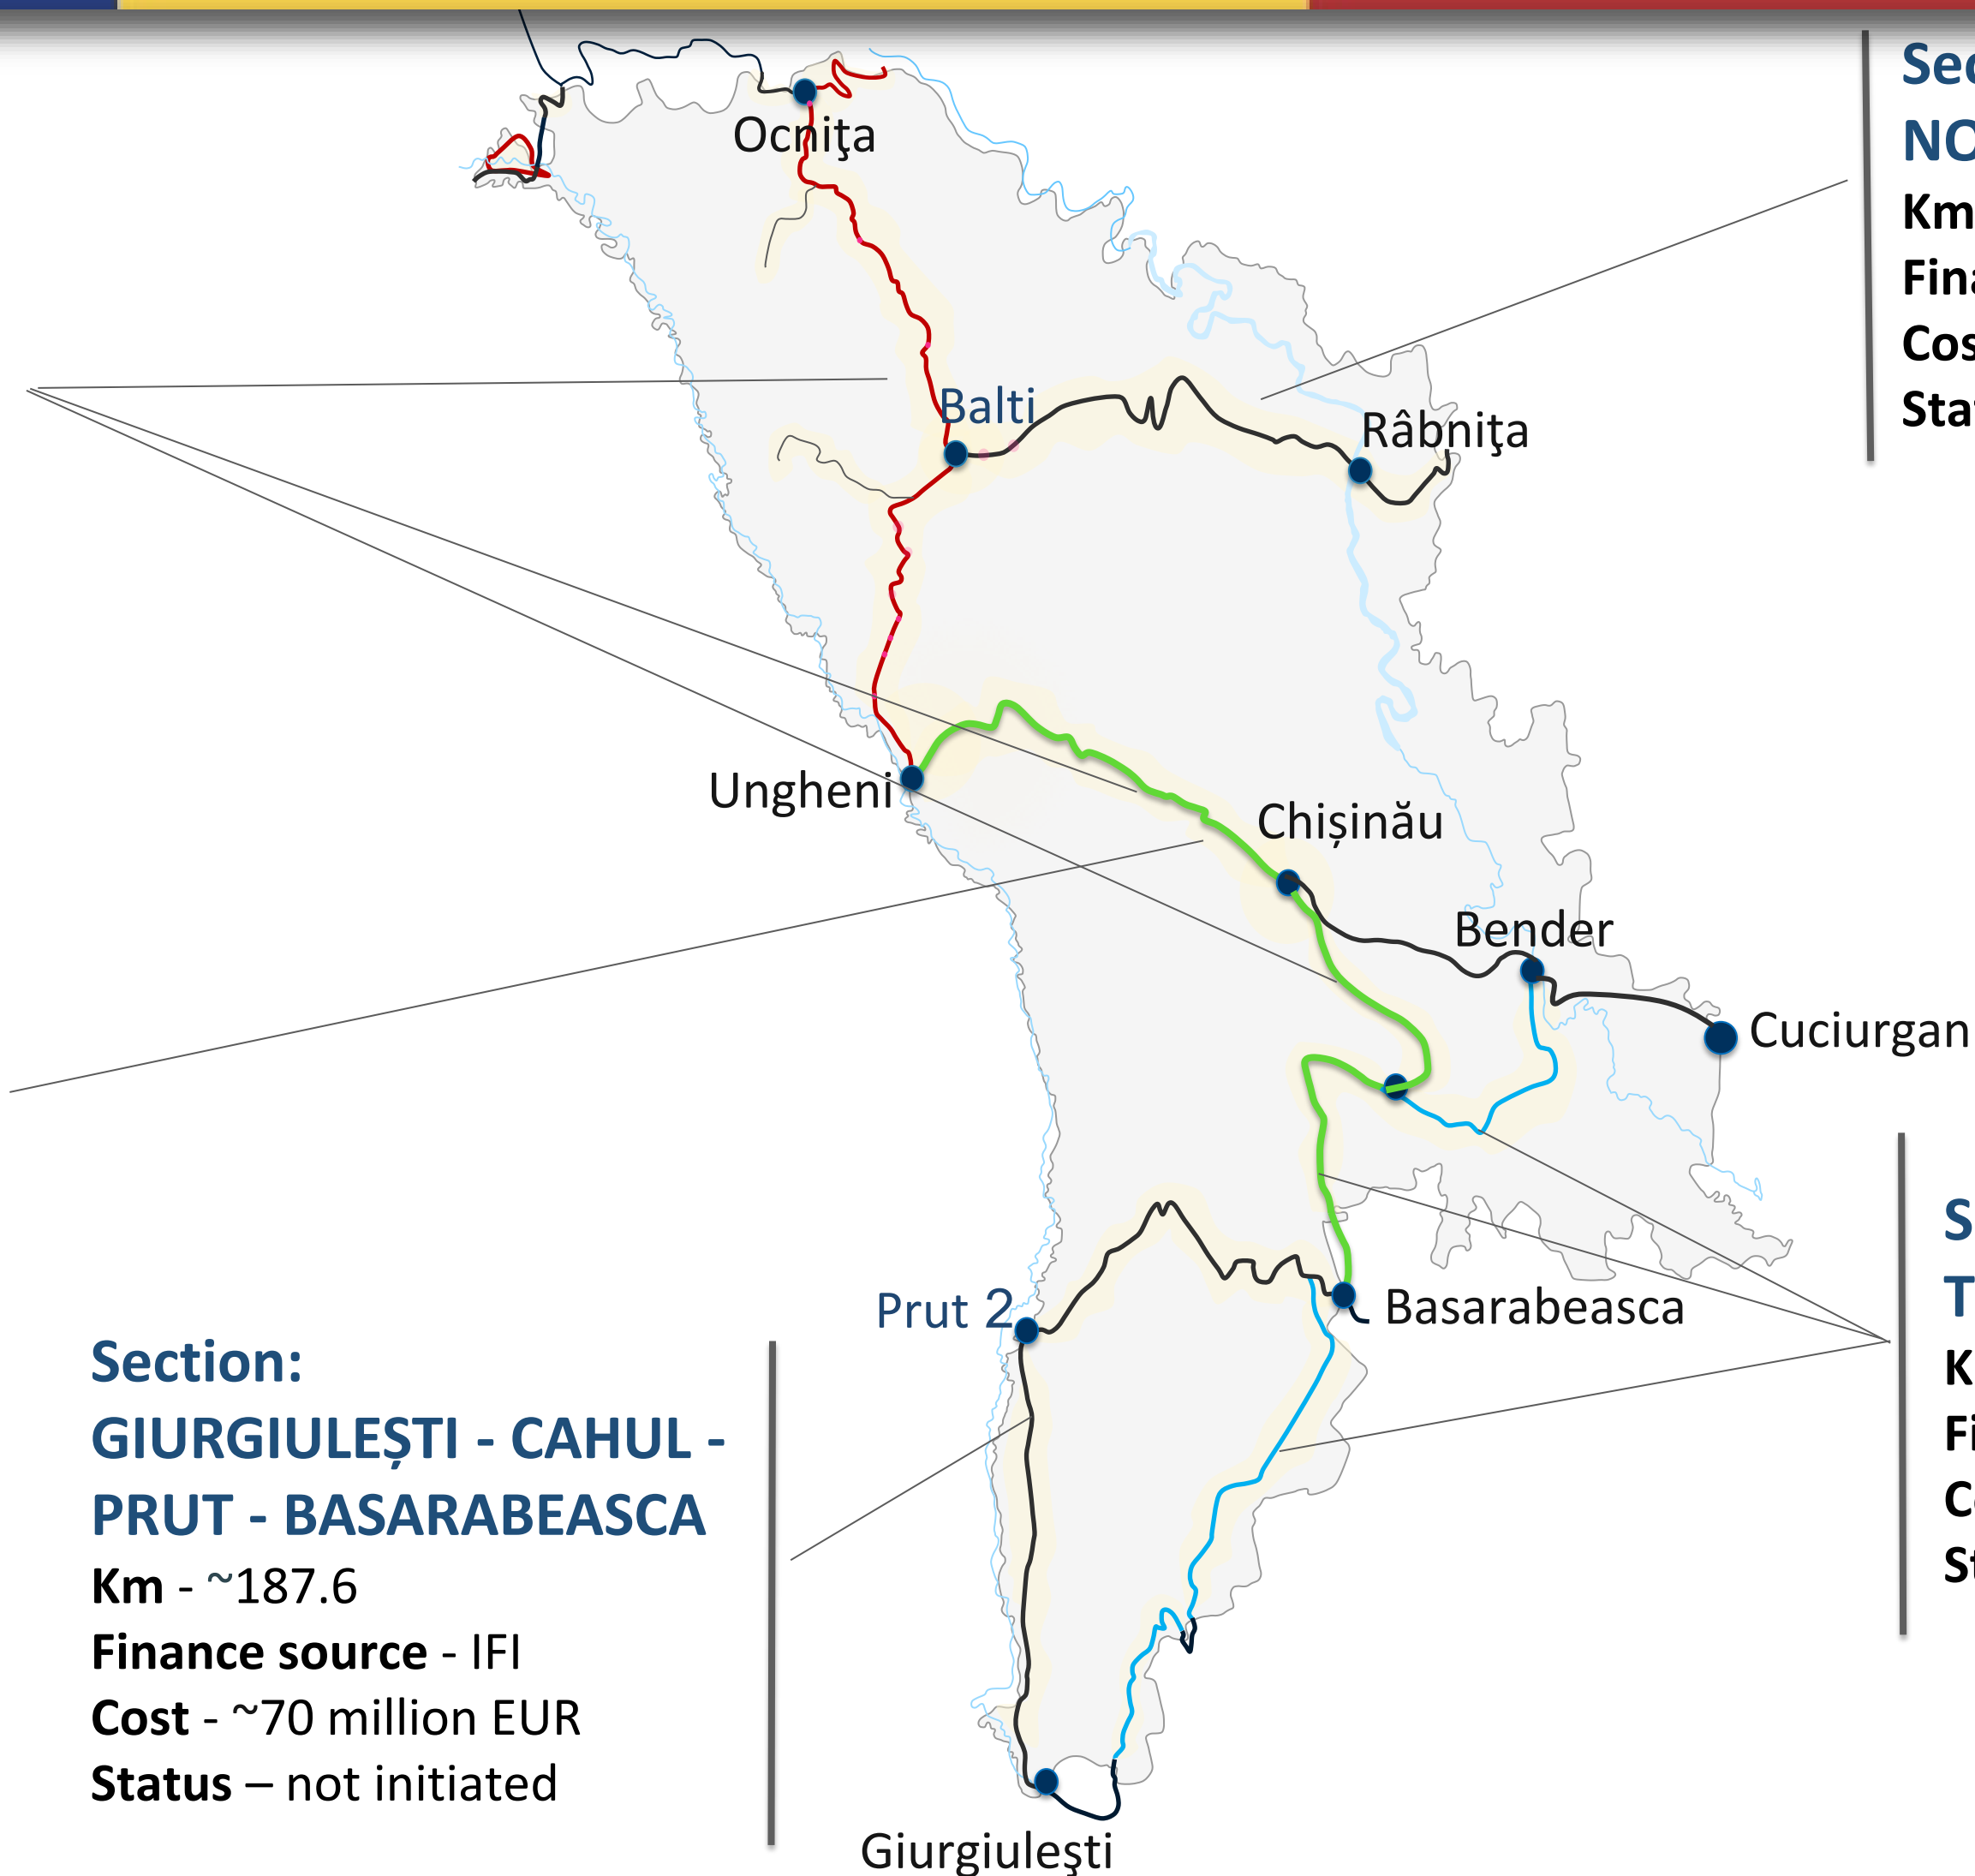 Ocniţa
Balti
Râbniţa
Ungheni
Chișinău
Bender
Cuciurgan
Prut 2
Basarabeasca
Giurgiuleşti
Section:
GIURGIULEȘTI - CAHUL -
PRUT - BASARABEASCA
Km - ~187.6
Finance source - IFI
Cost - ~70 million EUR
Status – not initiated
Km